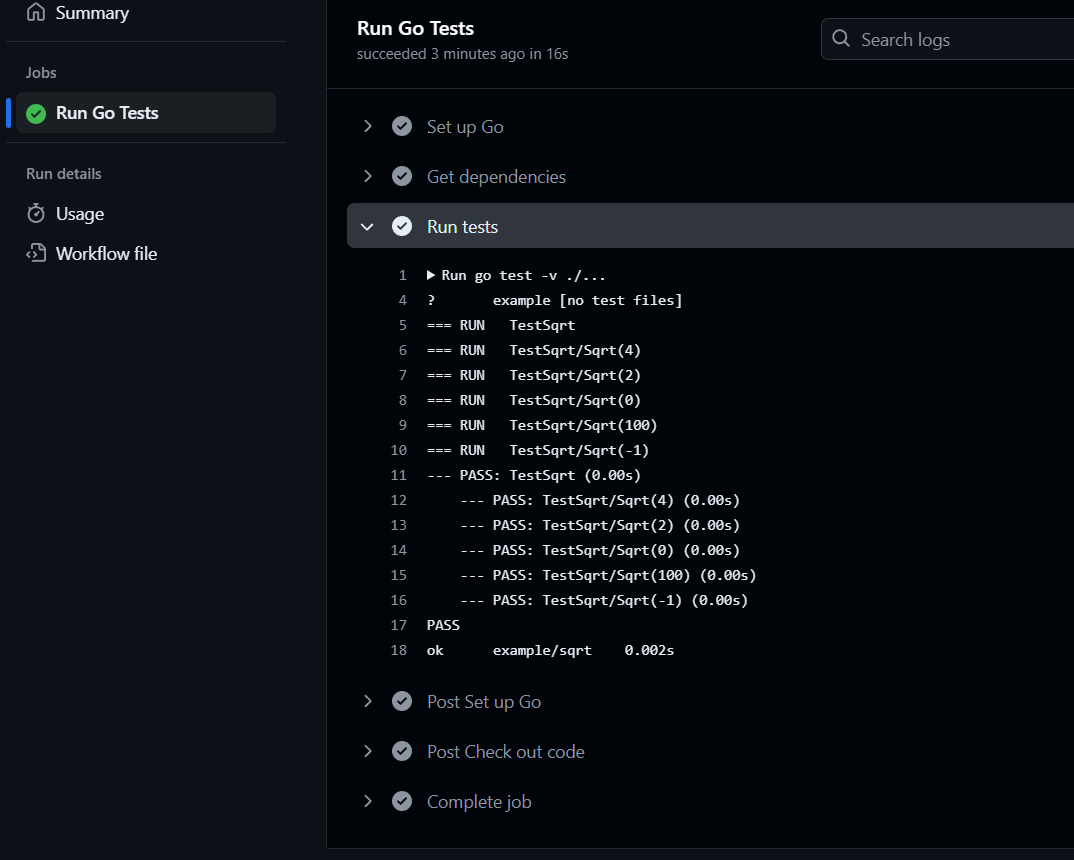 Summary
Jobs
Run Go Tests
Run details
Usage
Workflow file
Run Go Tests
succeeded 3 minutes ago in 16s
Search logs
Set up Go
Get dependencies
Run tests
1 Run go test -v ./...
4 ? example [no test files]
5 === RUN TestSqrt
6 === RUN TestSqrt/Sqrt(4)
7 === RUN TestSqrt/Sqrt(2)
8 === RUN TestSqrt/Sqrt(0)
9 === RUN TestSqrt/Sqrt(100)
10 === RUN TestSqrt/Sqrt(-1)
11 --- PASS: TestSqrt (0.00s)
12 --- PASS: TestSqrt/Sqrt(4) (0.00s)
13 --- PASS: TestSqrt/Sqrt(2) (0.00s)
14 --- PASS: TestSqrt/Sqrt(0) (0.00s)
15 --- PASS: TestSqrt/Sqrt(100) (0.00s)
16 --- PASS: TestSqrt/Sqrt(-1) (0.00s)
17 PASS
18 ok example/sqrt 0.002s
Post Set up Go
Post Check out code
Complete job